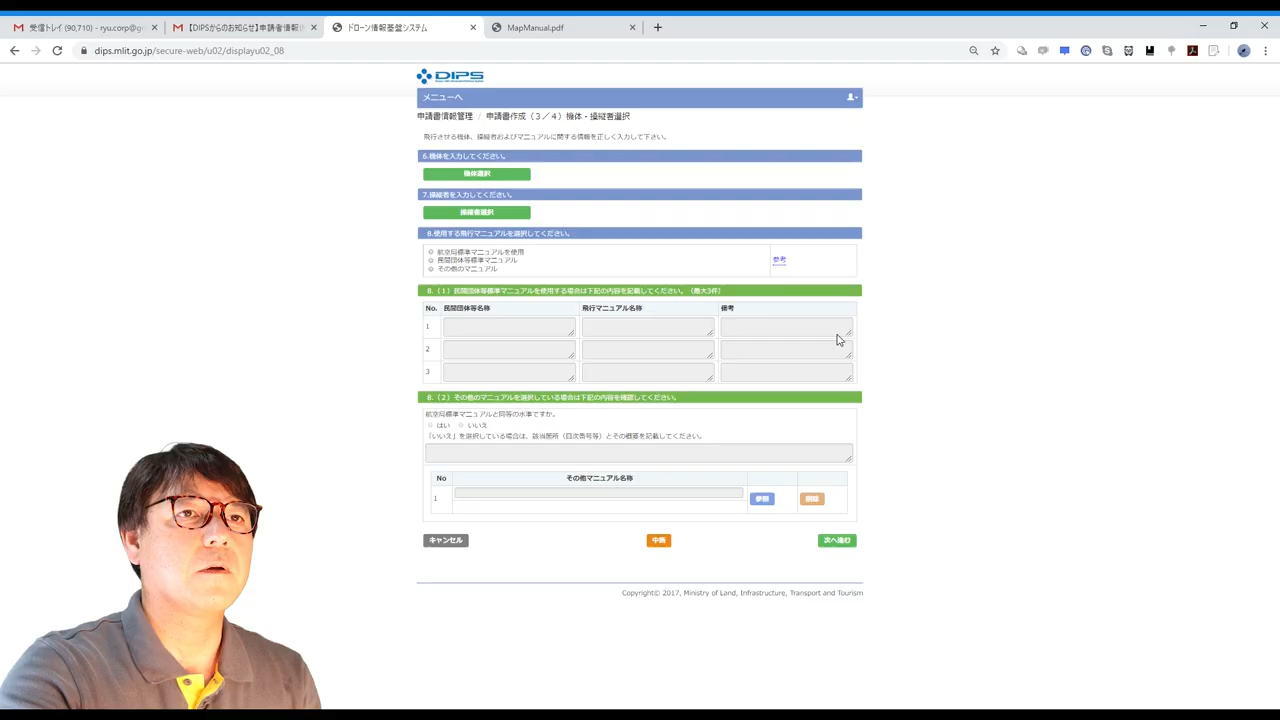 受信トレイ (90,710) - ryu.corp@g
【DIPSからのお知らせ】申請者情報
ドローン情報基盤システム
MapManual.pdf
dips.mlit.go.jp/secure-web/u02/displayu02_08
DIPS
メニューへ
申請書情報管理 / 申請書作成（３／４）機体・操縦者選択
飛行させる機体、操縦者およびマニュアルに関する情報を正しく入力して下さい。
6.機体を入力してください。
機体選択
7.操縦者を入力してください。
操縦者選択
8.使用する飛行マニュアルを選択してください。
航空局標準マニュアルを使用
民間団体等標準マニュアル
その他のマニュアル
参考
8.（1）民間団体等標準マニュアルを使用する場合は下記の内容を記載してください。（最大3件）
No. 民間団体等名称 飛行マニュアル名称 備考
1
2
3
8.（2）その他のマニュアルを選択している場合は下記の内容を確認してください。
航空局標準マニュアルと同等の水準ですか。
はい いいえ
「いいえ」を選択している場合は、該当箇所（目次番号等）とその概要を記載してください。
No その他マニュアル名称
1 参照 削除
キャンセル 中断 次へ進む
Copyright© 2017, Ministry of Land, Infrastructure, Transport and Tourism